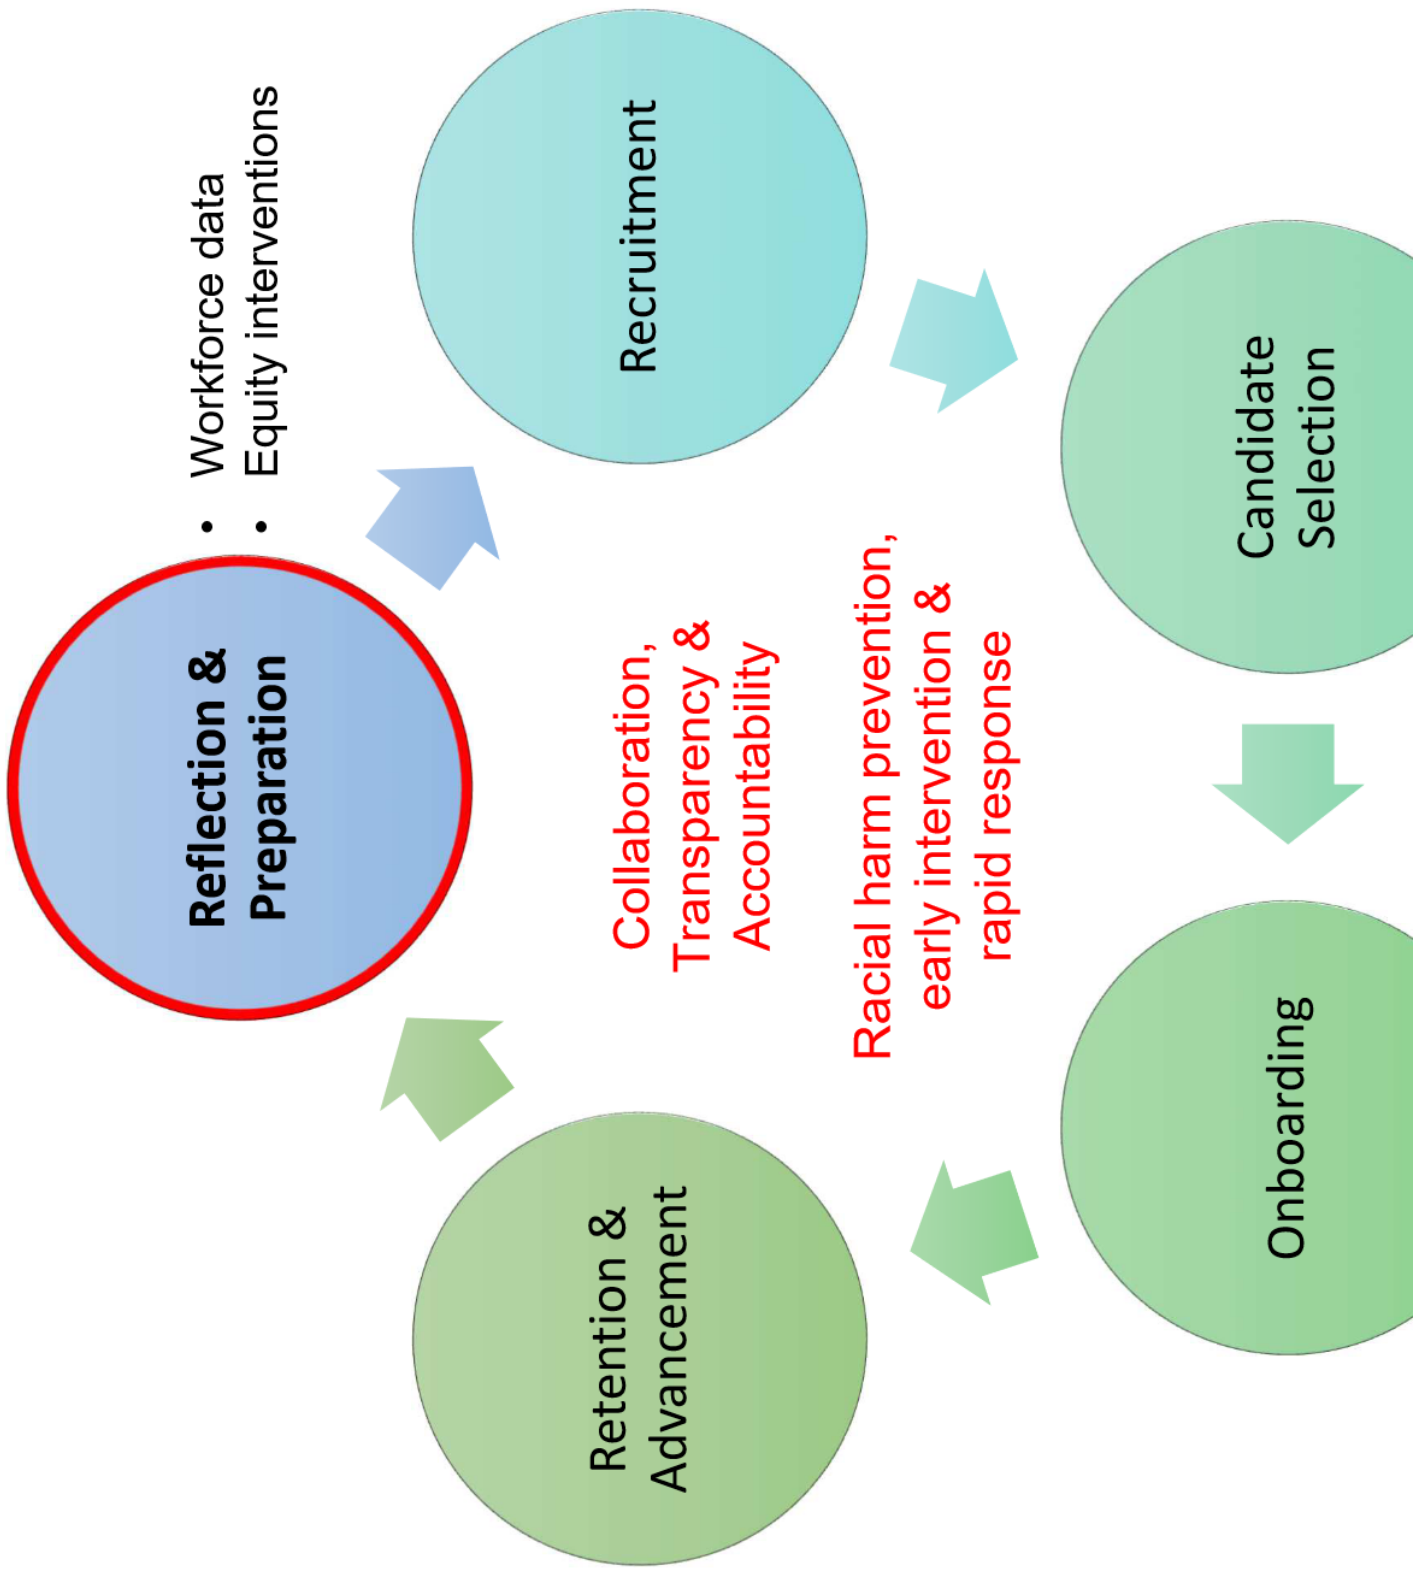 Reflection &
Preparation
• Workforce data
• Equity interventions
Recruitment
Candidate
Selection
Onboarding
Retention &
Advancement
Collaboration,
Transparency &
Accountability
Racial harm prevention,
early intervention &
rapid response